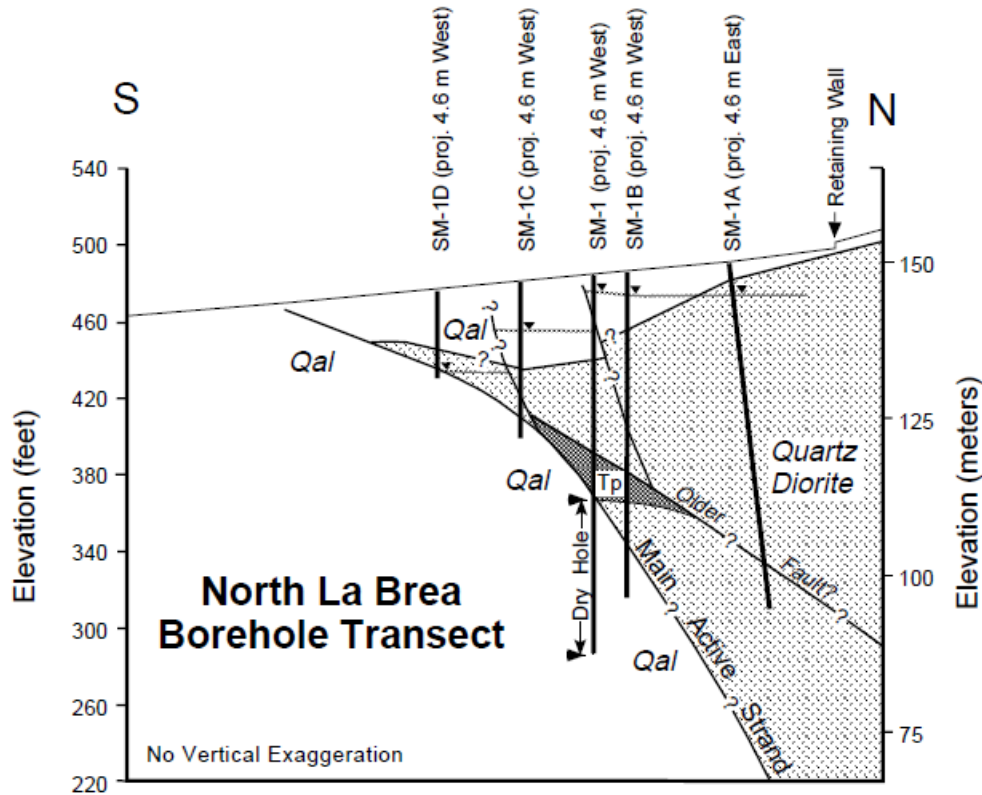 S
N
SM-1D (proj. 4.6 m West)
SM-1C (proj. 4.6 m West)
SM-1 (proj. 4.6 m West)
SM-1B (proj. 4.6 m West)
SM-1A (proj. 4.6 m East)
Retaining Wall
Elevation (feet)
540
500
460
420
380
340
300
260
220
Elevation (meters)
150
125
100
75
Qal
Qal
Qal
Qal
?
?
?
?
?
?
Tp
Quartz
Diorite
Older ? Fault? ?
Main ? Active ? Strand
Dry Hole
North La Brea
Borehole Transect
No Vertical Exaggeration